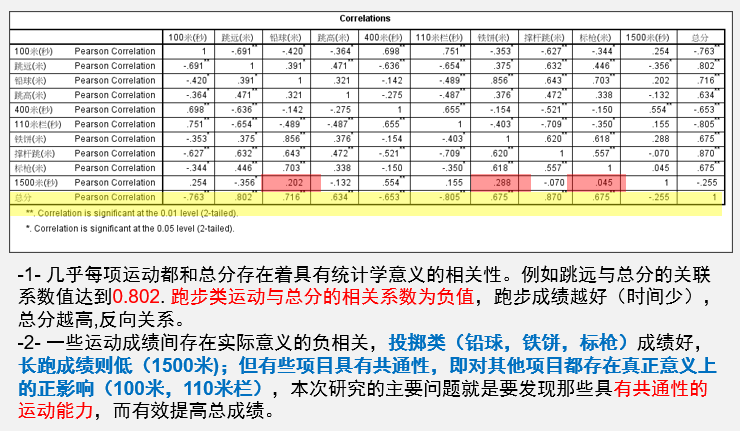 Correlations
100米(秒) 跳远(米) 铅球(米) 跳高(米) 400米(秒) 110米栏(秒) 铁饼(米) 撑杆跳(米) 标枪(米) 1500米(秒) 总分
100米(秒) Pearson Correlation 1 -.691** -.420* -.364* .698** .751** -.353* -.627** -.344* .254 -.763**
跳远(米) Pearson Correlation -.691** 1 .391* .471** -.636** -.654** .375* .632** .446** -.356* .802**
铅球(米) Pearson Correlation -.420* .391* 1 .321 -.142 -.489** .856** .643** .703** .202 .716**
跳高(米) Pearson Correlation -.364* .471** .321 1 -.275 -.487** .376* .472** .338 -.132 .634**
400米(秒) Pearson Correlation .698** -.636** -.142 -.275 1 .655** -.154 -.521** -.150 .554** -.653**
110米栏(秒) Pearson Correlation .751** -.654** -.489** -.487** .655** 1 -.403* -.709** -.350* .155 -.805**
铁饼(米) Pearson Correlation -.353* .375* .856** .376* -.154 -.403* 1 .620** .618** .288 .675**
撑杆跳(米) Pearson Correlation -.627** .632** .643** .472** -.521** -.709** .620** 1 .557** -.070 .870**
标枪(米) Pearson Correlation -.344* .446** .703** .338 -.150 -.350* .618** .557** 1 .045 .675**
1500米(秒) Pearson Correlation .254 -.356* .202 -.132 .554** .155 .288 -.070 .045 1 -.255
总分 Pearson Correlation -.763** .802** .716** .634** -.653** -.805** .675** .870** .675** -.255 1
**. Correlation is significant at the 0.01 level (2-tailed).
*. Correlation is significant at the 0.05 level (2-tailed).
-1- 几乎每项运动都和总分存在着具有统计学意义的相关性。例如跳远与总分的关联
系数值达到0.802. 跑步类运动与总分的相关系数为负值，跑步成绩越好（时间少），
总分越高,反向关系。
-2- 一些运动成绩间存在实际意义的负相关，投掷类（铅球，铁饼，标枪）成绩好，
长跑成绩则低（1500米)；但有些项目具有共通性，即对其他项目都存在真正意义上
的正影响（100米，110米栏），本次研究的主要问题就是要发现那些具有共通性的
运动能力，而有效提高总成绩。